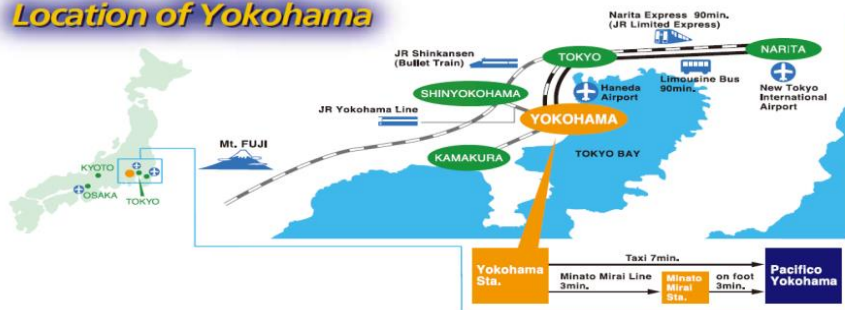 Location of Yokohama
Narita Express 90min.
(JR Limited Express)
JR Shinkansen
(Bullet Train)
TOKYO
NARITA
SHINYOKOHAMA
Haneda
Airport
Limousine Bus
90min.
New Tokyo
International
Airport
JR Yokohama Line
YOKOHAMA
Mt. FUJI
KAMAKURA
TOKYO BAY
KYOTO
OSAKA
TOKYO
Yokohama
Sta.
Taxi 7min.
Minato Mirai Line
3min.
Minato
Mirai
Sta.
on foot
3min.
Pacifico
Yokohama